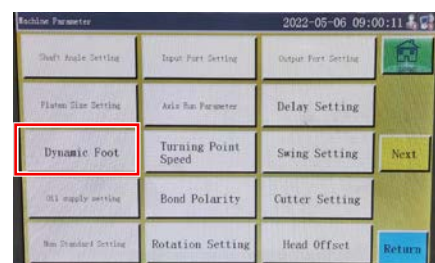 Machine Parameter
2022-05-06 09:00:11
Shaft Angle Setting
Input Port Setting
Output Port Setting
Platen Size Setting
Axis Run Parameter
Delay Setting
Dynamic Foot
Turning Point
Speed
Swing Setting
Next
Oil supply setting
Bond Polarity
Cutter Setting
Non Standard Setting
Rotation Setting
Head Offset
Return